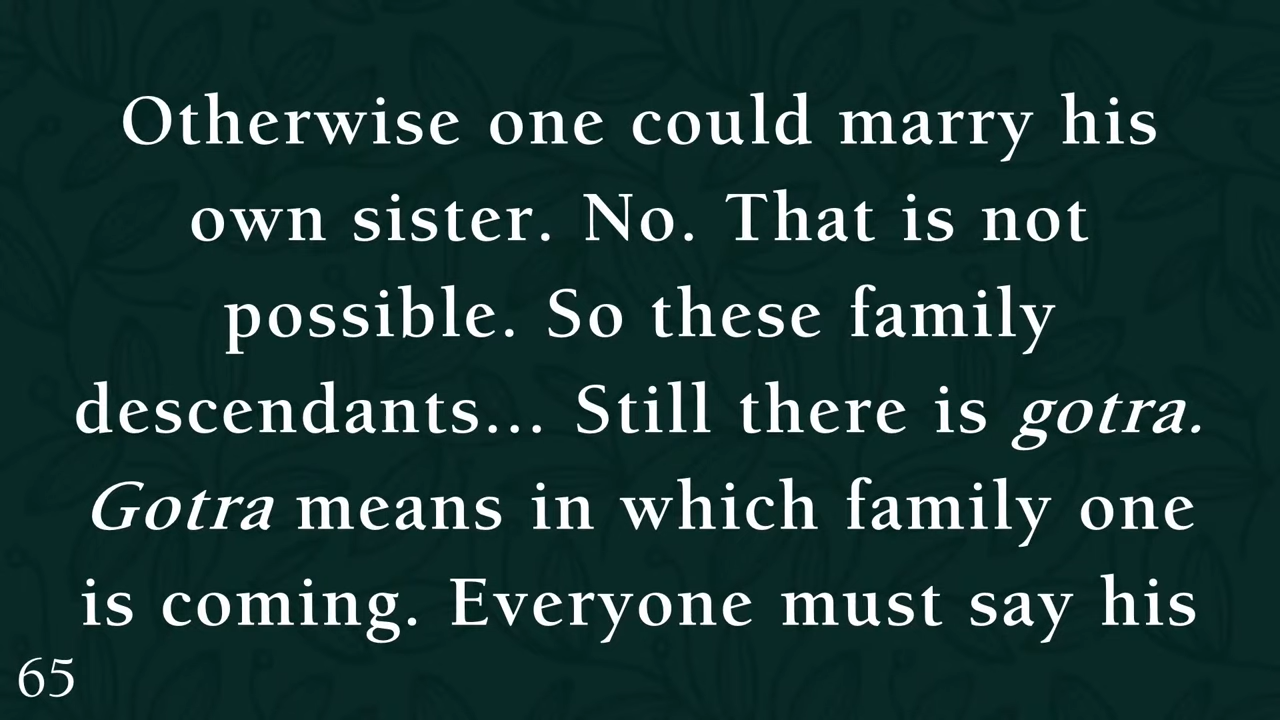 Otherwise one could marry his
own sister. No. That is not
possible. So these family
descendants... Still there is gotra.
Gotra means in which family one
is coming. Everyone must say his
65